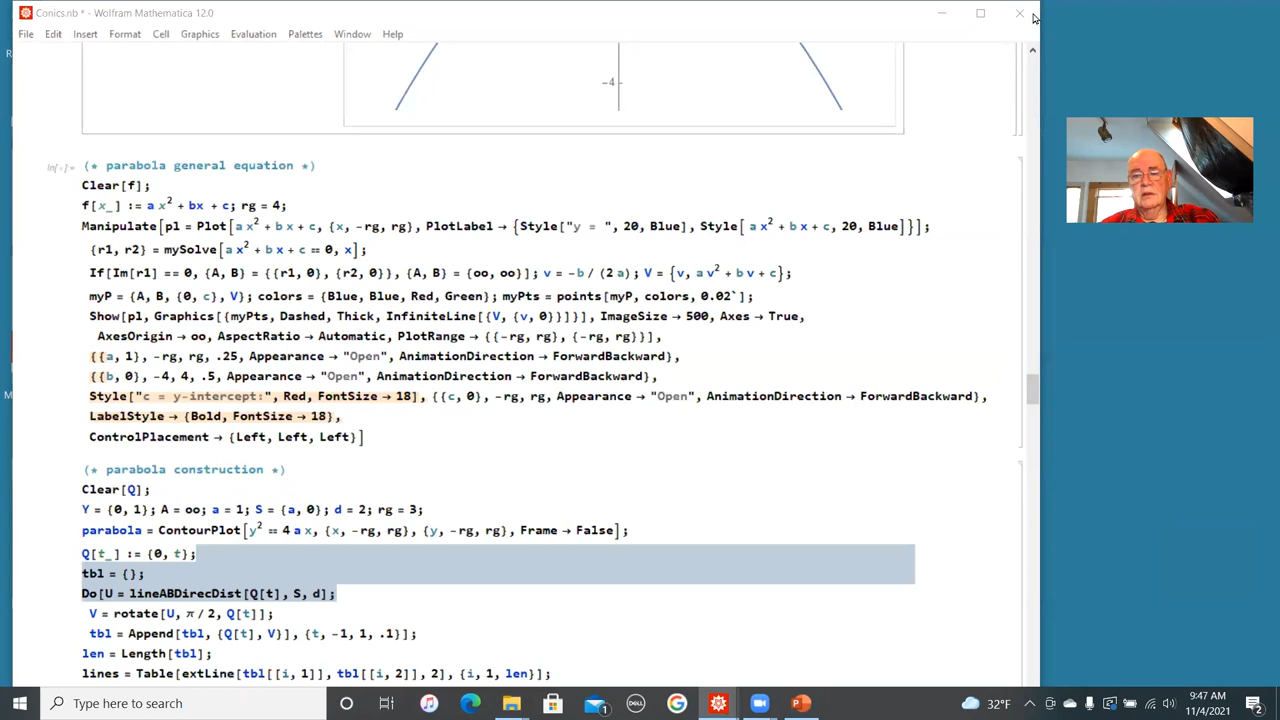 Conics.nb * - Wolfram Mathematica 12.0
File Edit Insert Format Cell Graphics Evaluation Palettes Window Help
-4
In[ ]:=
(* parabola general equation *)
Clear[f];
f[x_] := a x² + bx + c; rg = 4;
Manipulate[pl = Plot[a x² + b x + c, {x, -rg, rg}, PlotLabel → {Style["y = ", 20, Blue], Style[ a x² + b x + c, 20, Blue]}];
{r1, r2} = mySolve[a x² + b x + c == 0, x];
If[Im[r1] == 0, {A, B} = {{r1, 0}, {r2, 0}}, {A, B} = {oo, oo}]; v = -b / (2 a); V = {v, a v² + b v + c};
myP = {A, B, {0, c}, V}; colors = {Blue, Blue, Red, Green}; myPts = points[myP, colors, 0.02`];
Show[pl, Graphics[{myPts, Dashed, Thick, InfiniteLine[{V, {v, 0}}]}], ImageSize → 500, Axes → True,
AxesOrigin → oo, AspectRatio → Automatic, PlotRange → {{-rg, rg}, {-rg, rg}}],
{{a, 1}, -rg, rg, .25, Appearance → "Open", AnimationDirection → ForwardBackward},
{{b, 0}, -4, 4, .5, Appearance → "Open", AnimationDirection → ForwardBackward},
Style["c = y-intercept:", Red, FontSize → 18], {{c, 0}, -rg, rg, Appearance → "Open", AnimationDirection → ForwardBackward},
LabelStyle → {Bold, FontSize → 18},
ControlPlacement → {Left, Left, Left}]
(* parabola construction *)
Clear[Q];
Y = {0, 1}; A = oo; a = 1; S = {a, 0}; d = 2; rg = 3;
parabola = ContourPlot[y² == 4 a x, {x, -rg, rg}, {y, -rg, rg}, Frame → False];
Q[t_] := {0, t};
tbl = {};
Do[U = lineABDirecDist[Q[t], S, d];
V = rotate[U, π / 2, Q[t]];
tbl = Append[tbl, {Q[t], V}], {t, -1, 1, .1}];
len = Length[tbl];
lines = Table[extLine[tbl[[i, 1]], tbl[[i, 2]], 2], {i, 1, len}];
Type here to search
DELL
1
32°F
9:47 AM
11/4/2021
2